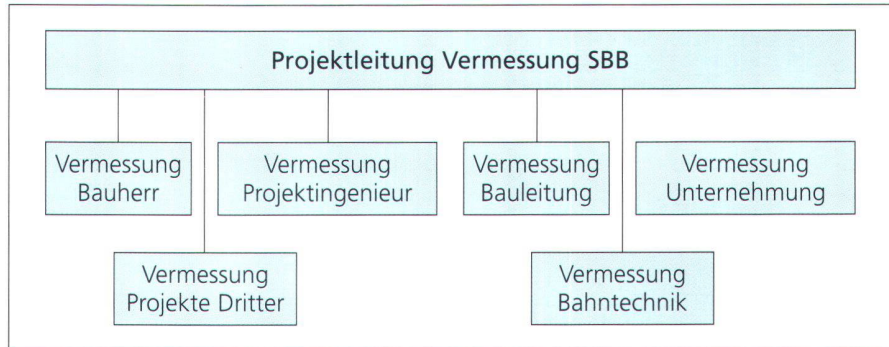 Projektleitung Vermessung SBB
Vermessung
Bauherr
Vermessung
Projektingenieur
Vermessung
Bauleitung
Vermessung
Unternehmung
Vermessung
Projekte Dritter
Vermessung
Bahntechnik